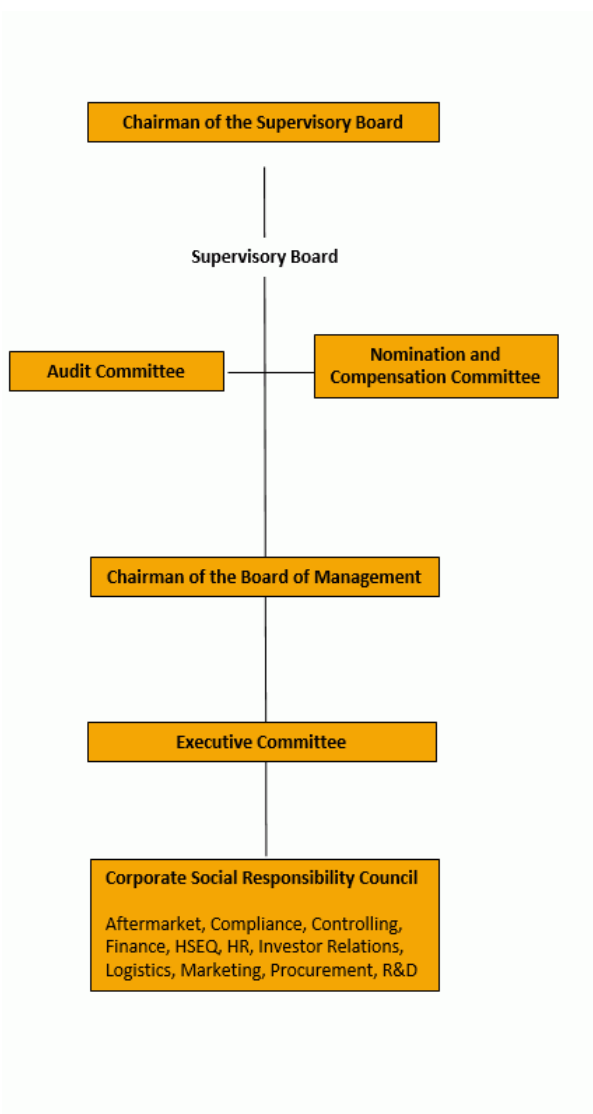 Chairman of the Supervisory Board
Supervisory Board
Audit Committee
Nomination and
Compensation Committee
Chairman of the Board of Management
Executive Committee
Corporate Social Responsibility Council
Aftermarket, Compliance, Controlling,
Finance, HSEQ, HR, Investor Relations,
Logistics, Marketing, Procurement, R&D